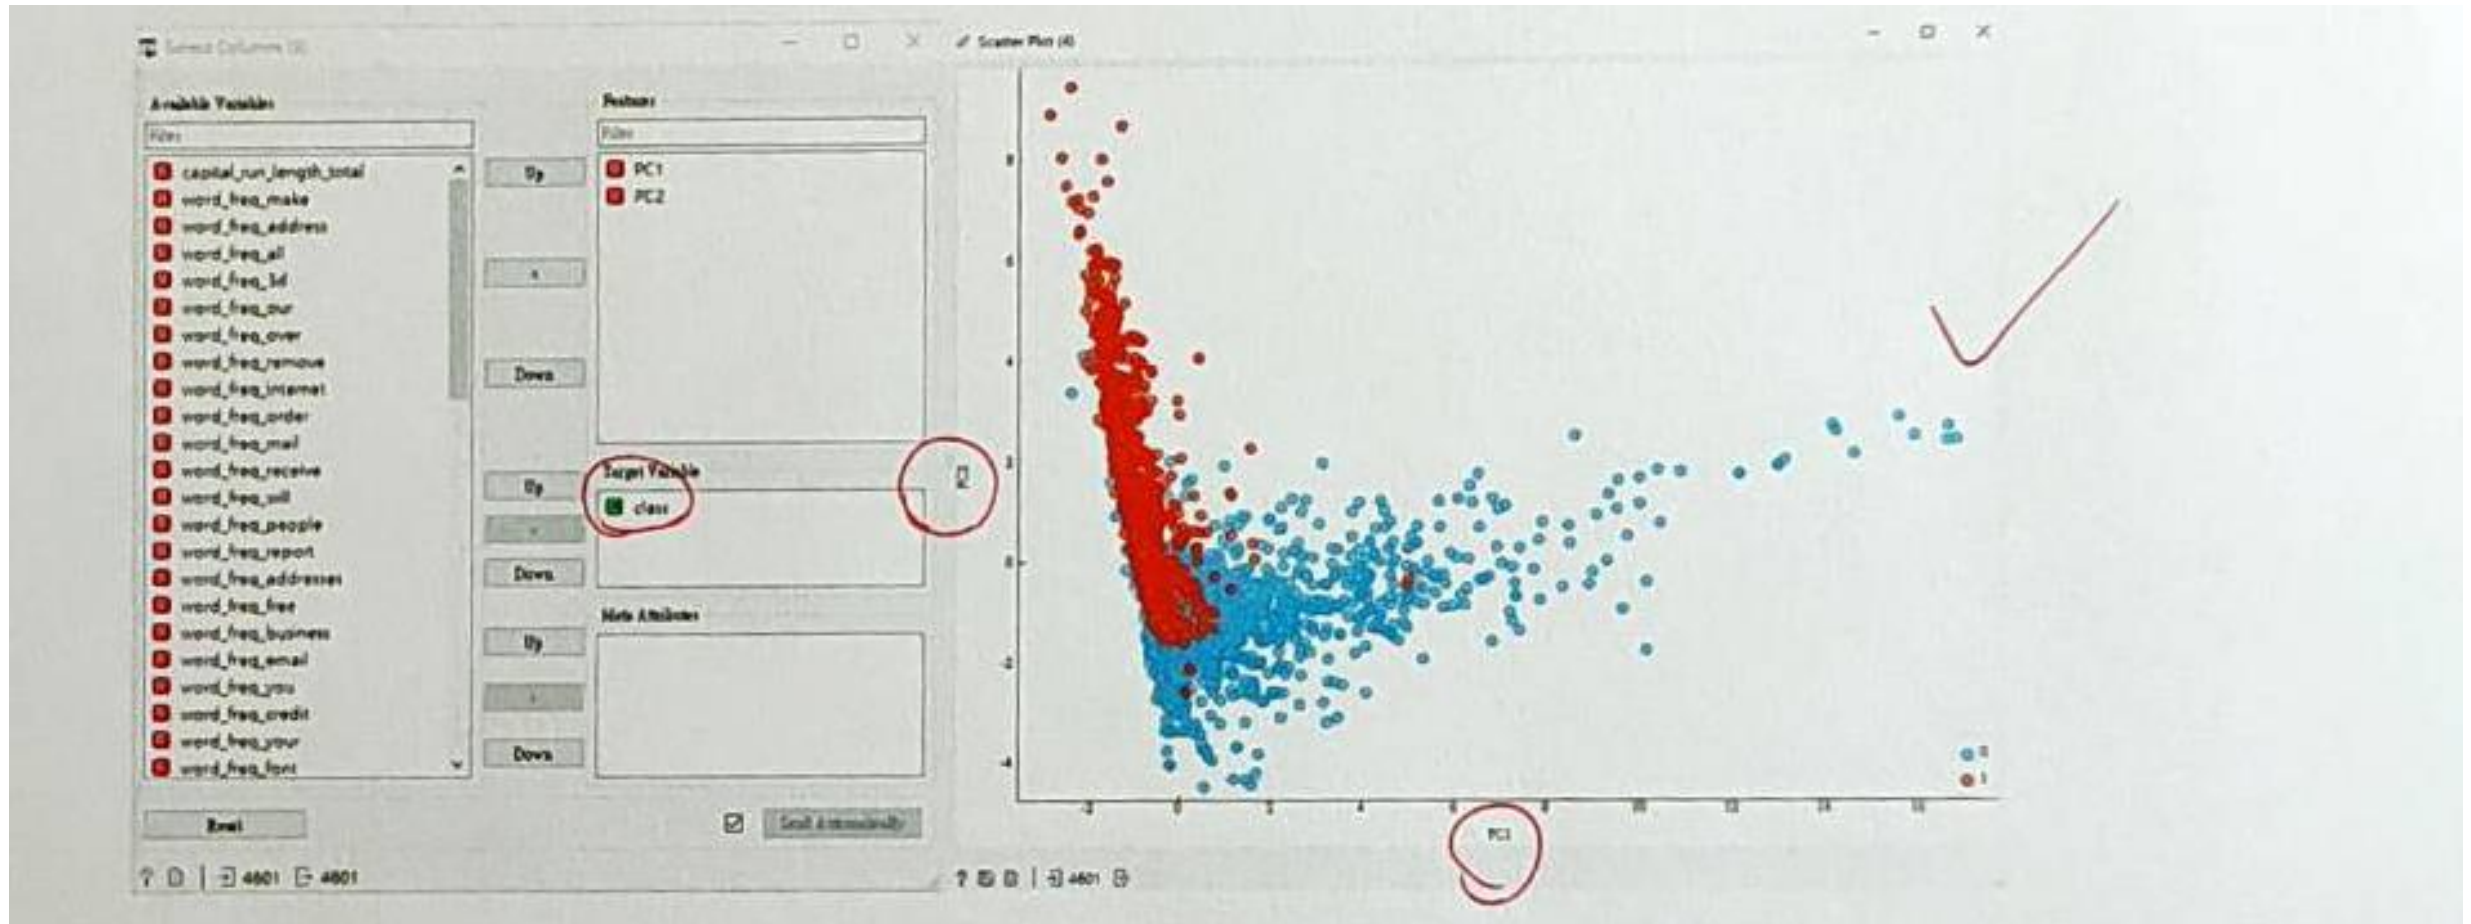 Select Columns (3)
Available Variables
Filter
capital_run_length_total
word_freq_make
word_freq_address
word_freq_all
word_freq_3d
word_freq_our
word_freq_over
word_freq_remove
word_freq_internet
word_freq_order
word_freq_mail
word_freq_receive
word_freq_will
word_freq_people
word_freq_report
word_freq_addresses
word_freq_free
word_freq_business
word_freq_email
word_freq_you
word_freq_credit
word_freq_your
word_freq_font
Reset
4601
4601
Up
Down
Up
Down
Up
Down
Features
Filter
PC1
PC2
Target Variable
class
Meta Attributes
Send Automatically
Scatter Plot (4)
8
6
4
2
0
-2
-4
-2
0
2
4
6
8
10
12
14
16
PC1
0
1
4601